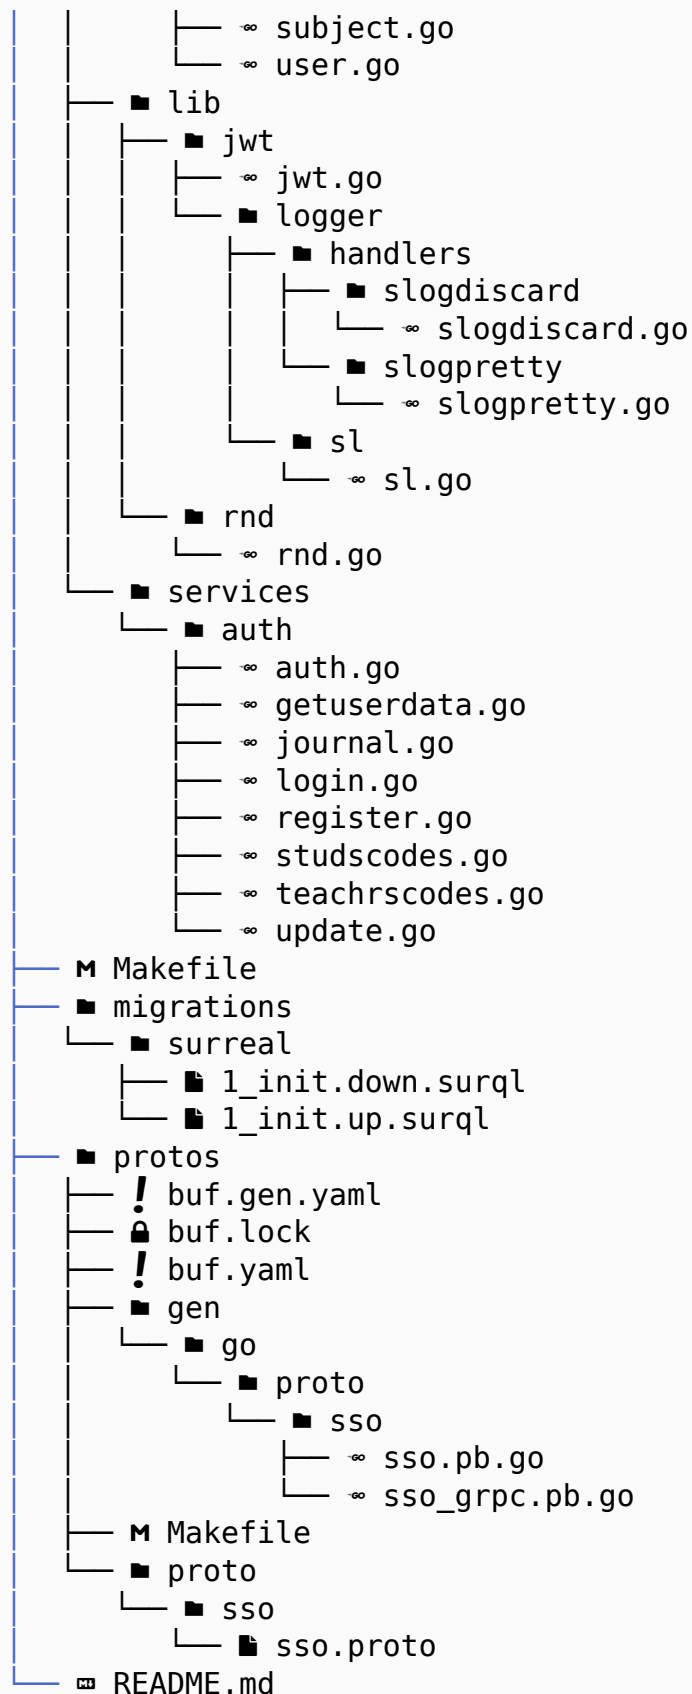 subject.go
user.go
lib
jwt
jwt.go
logger
handlers
slogdiscard
slogdiscard.go
slogpretty
slogpretty.go
sl
sl.go
rnd
rnd.go
services
auth
auth.go
getuserdata.go
journal.go
login.go
register.go
studscodes.go
teachrscodes.go
update.go
Makefile
migrations
surreal
1_init.down.surql
1_init.up.surql
protos
buf.gen.yaml
buf.lock
buf.yaml
gen
go
proto
sso
sso.pb.go
sso_grpc.pb.go
Makefile
proto
sso
sso.proto
README.md